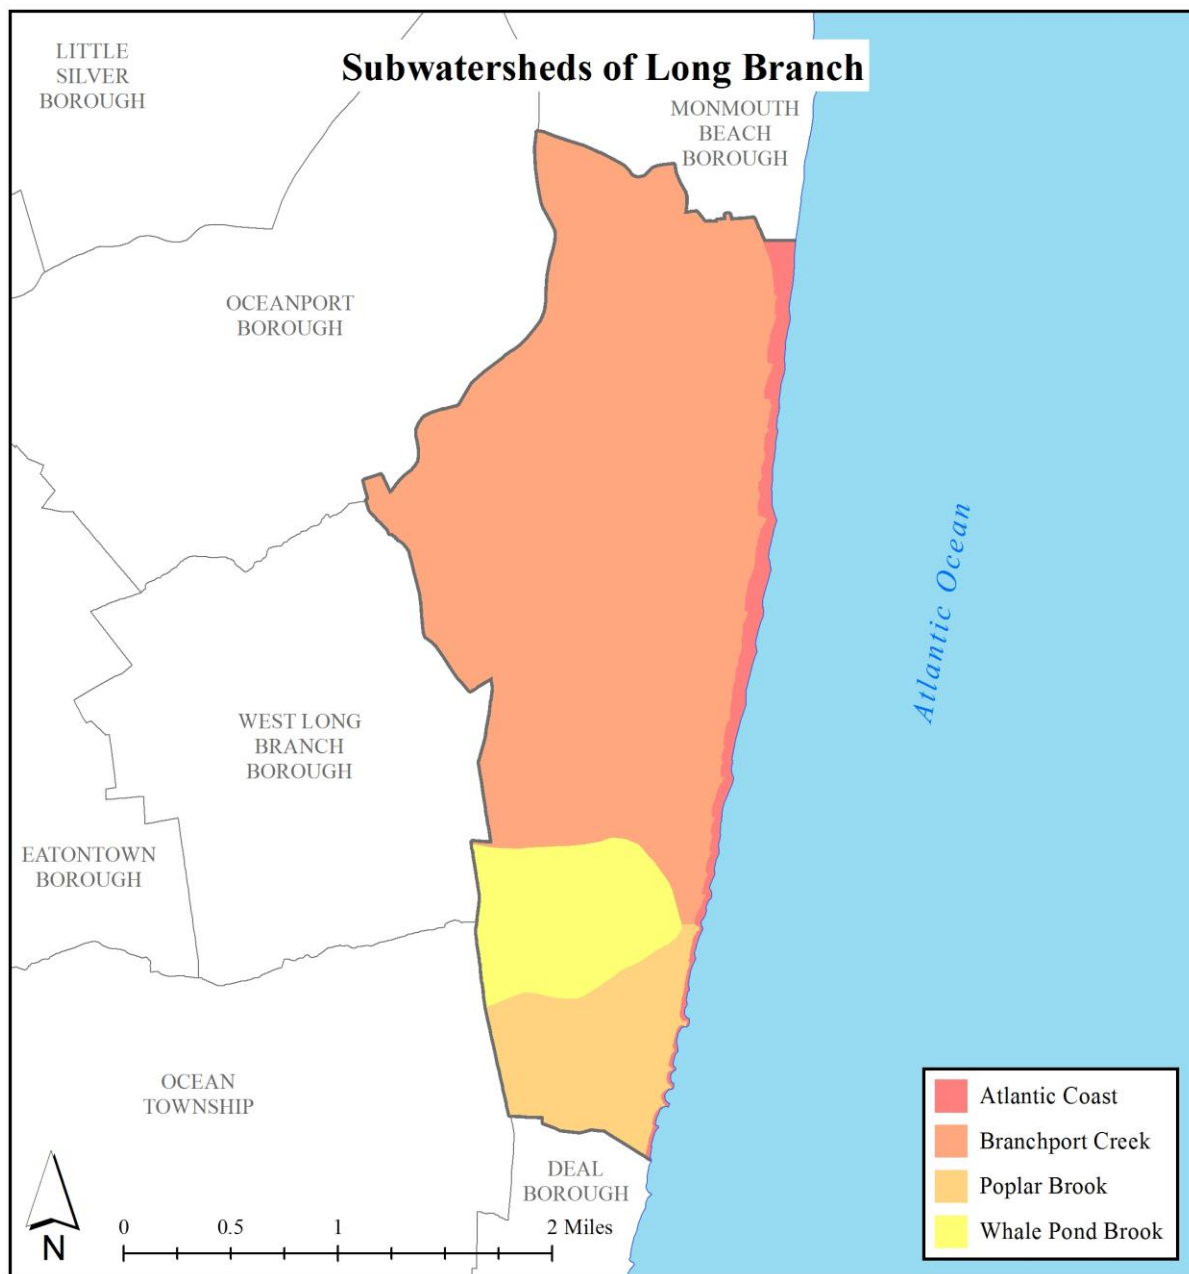 Subwatersheds of Long Branch
LITTLE
SILVER
BOROUGH
MONMOUTH
BEACH
BOROUGH
OCEANPORT
BOROUGH
Atlantic Ocean
WEST LONG
BRANCH
BOROUGH
EATONTOWN
BOROUGH
OCEAN
TOWNSHIP
DEAL
BOROUGH
Atlantic Coast
Branchport Creek
Poplar Brook
Whale Pond Brook
N
0 0.5 1 2 Miles